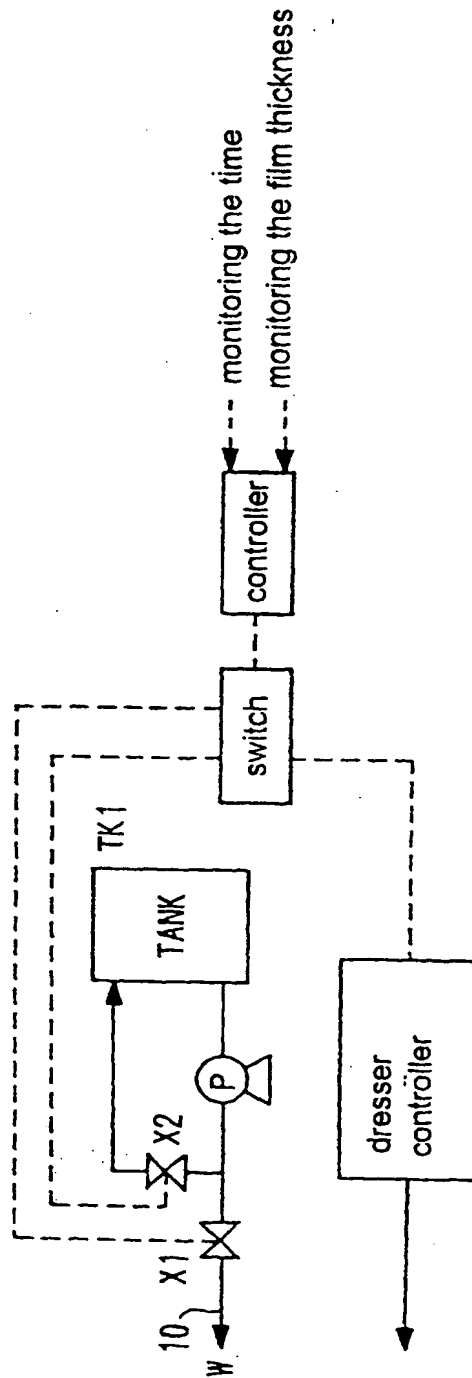 monitoring the time
monitoring the film thickness
controller
switch
TK1
TANK
P
X2
X1
10
W
dresser
controller